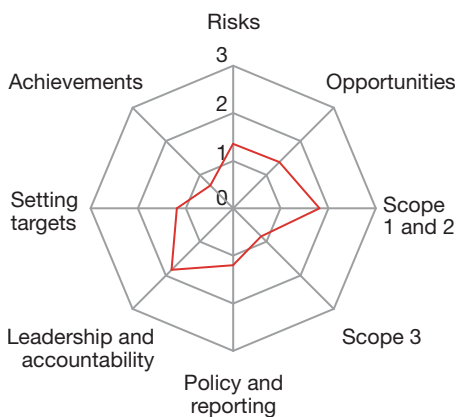 Risks
3
Achievements
Opportunities
2
1
0
Setting
targets
Scope
1 and 2
Leadership and
accountability
Scope 3
Policy and
reporting